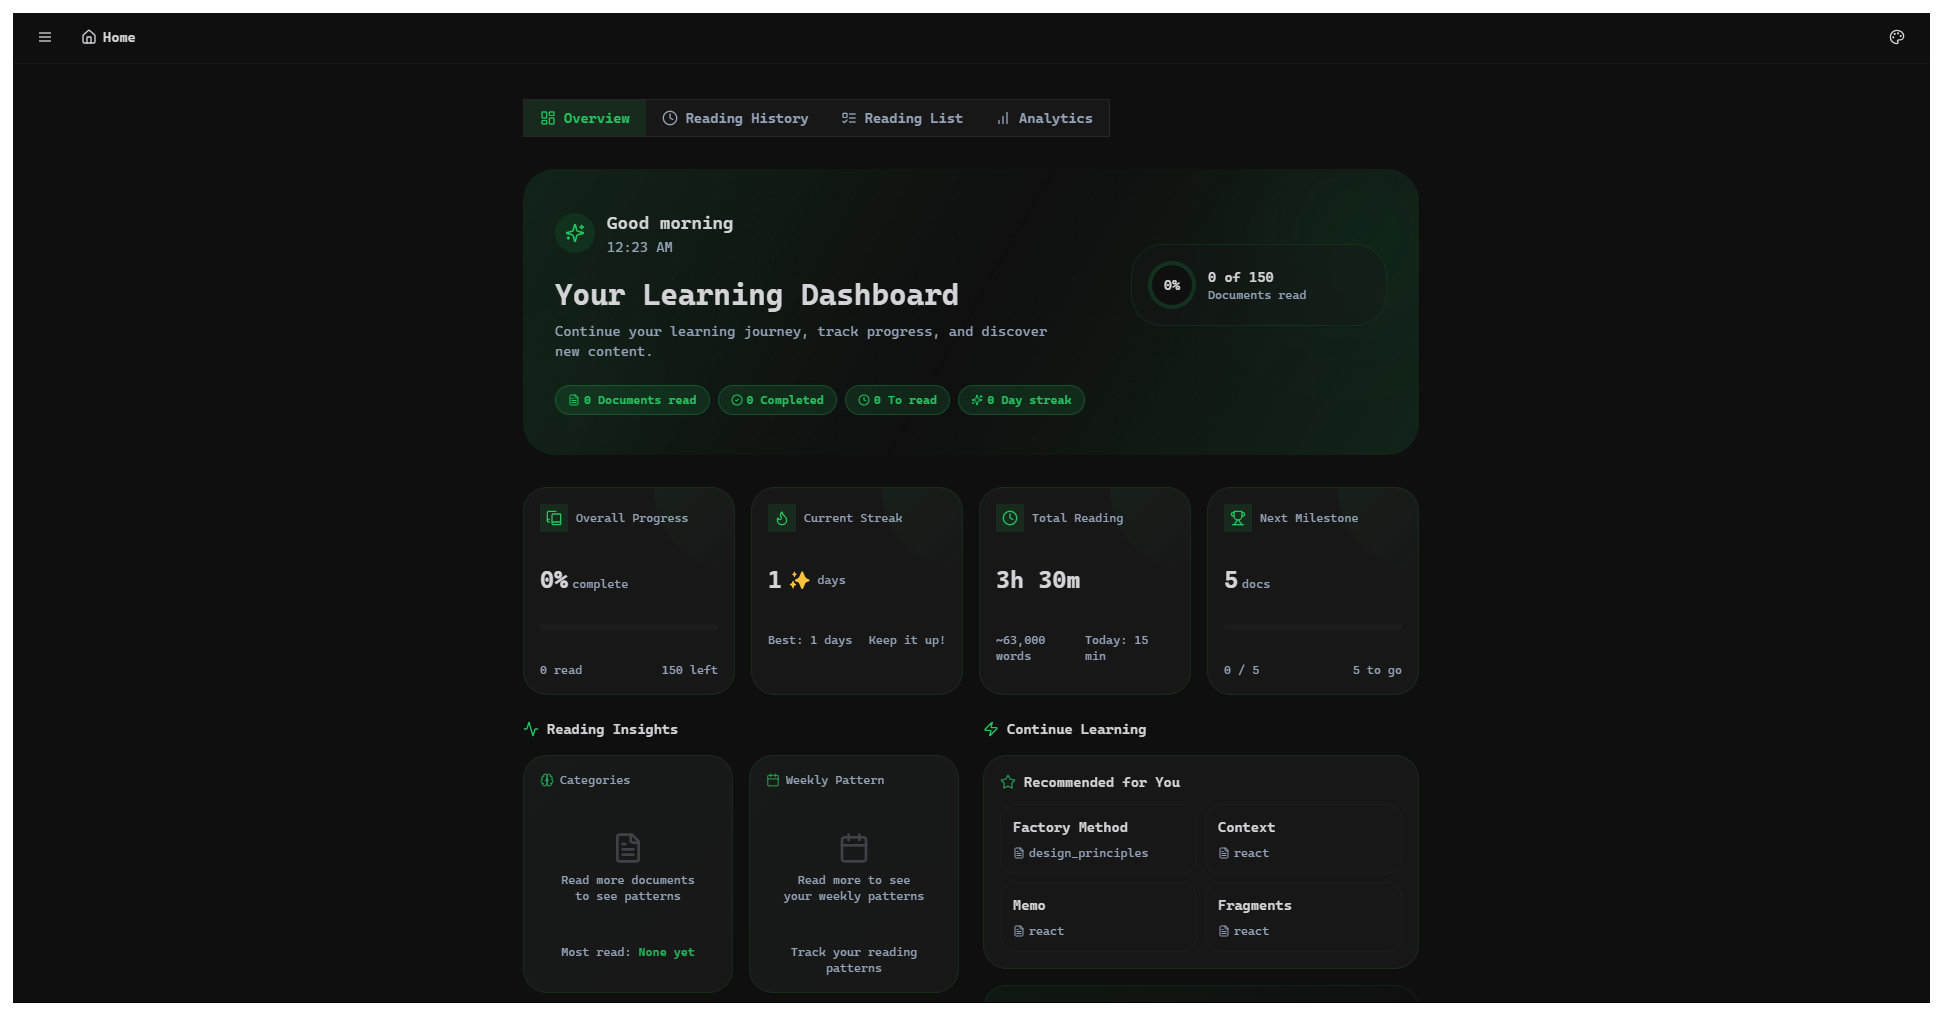 Home
Overview
Reading History
Reading List
Analytics
Good morning
12:23 AM
Your Learning Dashboard
Continue your learning journey, track progress, and discover
new content.
0%
0 of 150
Documents read
0 Documents read
0 Completed
0 To read
0 Day streak
Overall Progress
0% complete
0 read
150 left
Current Streak
1 ✨ days
Best: 1 days
Keep it up!
Total Reading
3h 30m
~63,000
words
Today: 15
min
Next Milestone
5 docs
0 / 5
5 to go
Reading Insights
Categories
Read more documents
to see patterns
Most read: None yet
Weekly Pattern
Read more to see
your weekly patterns
Track your reading
patterns
Continue Learning
Recommended for You
Factory Method
design_principles
Context
react
Memo
react
Fragments
react